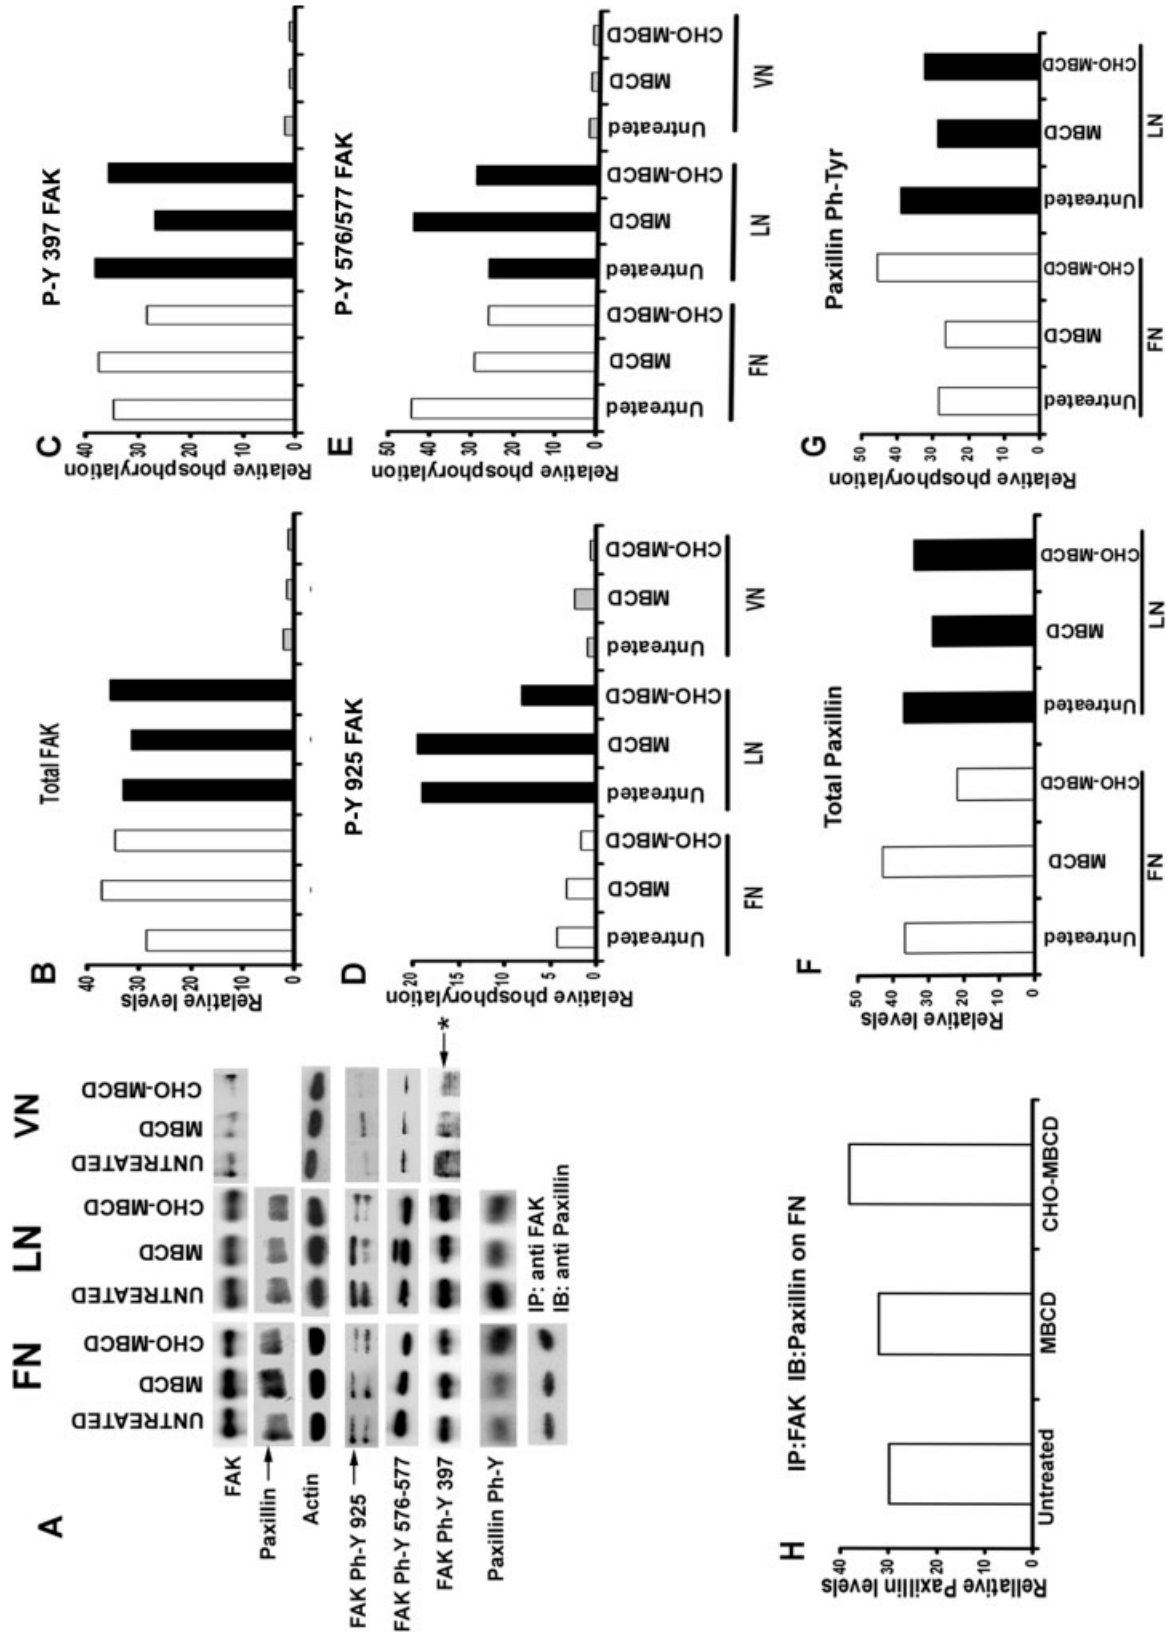 A
FN
LN
VN
UNTREATED
MBCD
CHO-MBCD
UNTREATED
MBCD
CHO-MBCD
UNTREATED
MBCD
CHO-MBCD
FAK
Paxillin
Actin
FAK Ph-Y 925
FAK Ph-Y 576-577
FAK Ph-Y 397
*
Paxillin Ph-Y
IP: anti FAK
IB: anti Paxillin
B
Total FAK
Relative levels
40
30
20
10
0
C
P-Y 397 FAK
Relative phosphorylation
40
30
20
10
0
D
P-Y 925 FAK
Relative phosphorylation
20
15
10
5
0
Untreated
MBCD
CHO-MBCD
Untreated
MBCD
CHO-MBCD
Untreated
MBCD
CHO-MBCD
FN
LN
VN
E
P-Y 576/577 FAK
Relative phosphorylation
50
40
30
20
10
0
Untreated
MBCD
CHO-MBCD
Untreated
MBCD
CHO-MBCD
Untreated
MBCD
CHO-MBCD
FN
LN
VN
F
Total Paxillin
Relative levels
50
40
30
20
10
0
Untreated
MBCD
CHO-MBCD
Untreated
MBCD
CHO-MBCD
FN
LN
G
Paxillin Ph-Tyr
Relative phosphorylation
50
40
30
20
10
0
Untreated
MBCD
CHO-MBCD
Untreated
MBCD
CHO-MBCD
FN
LN
H
IP:FAK IB:Paxillin on FN
Rellative Paxillin levels
40
30
20
10
0
Untreated
MBCD
CHO-MBCD